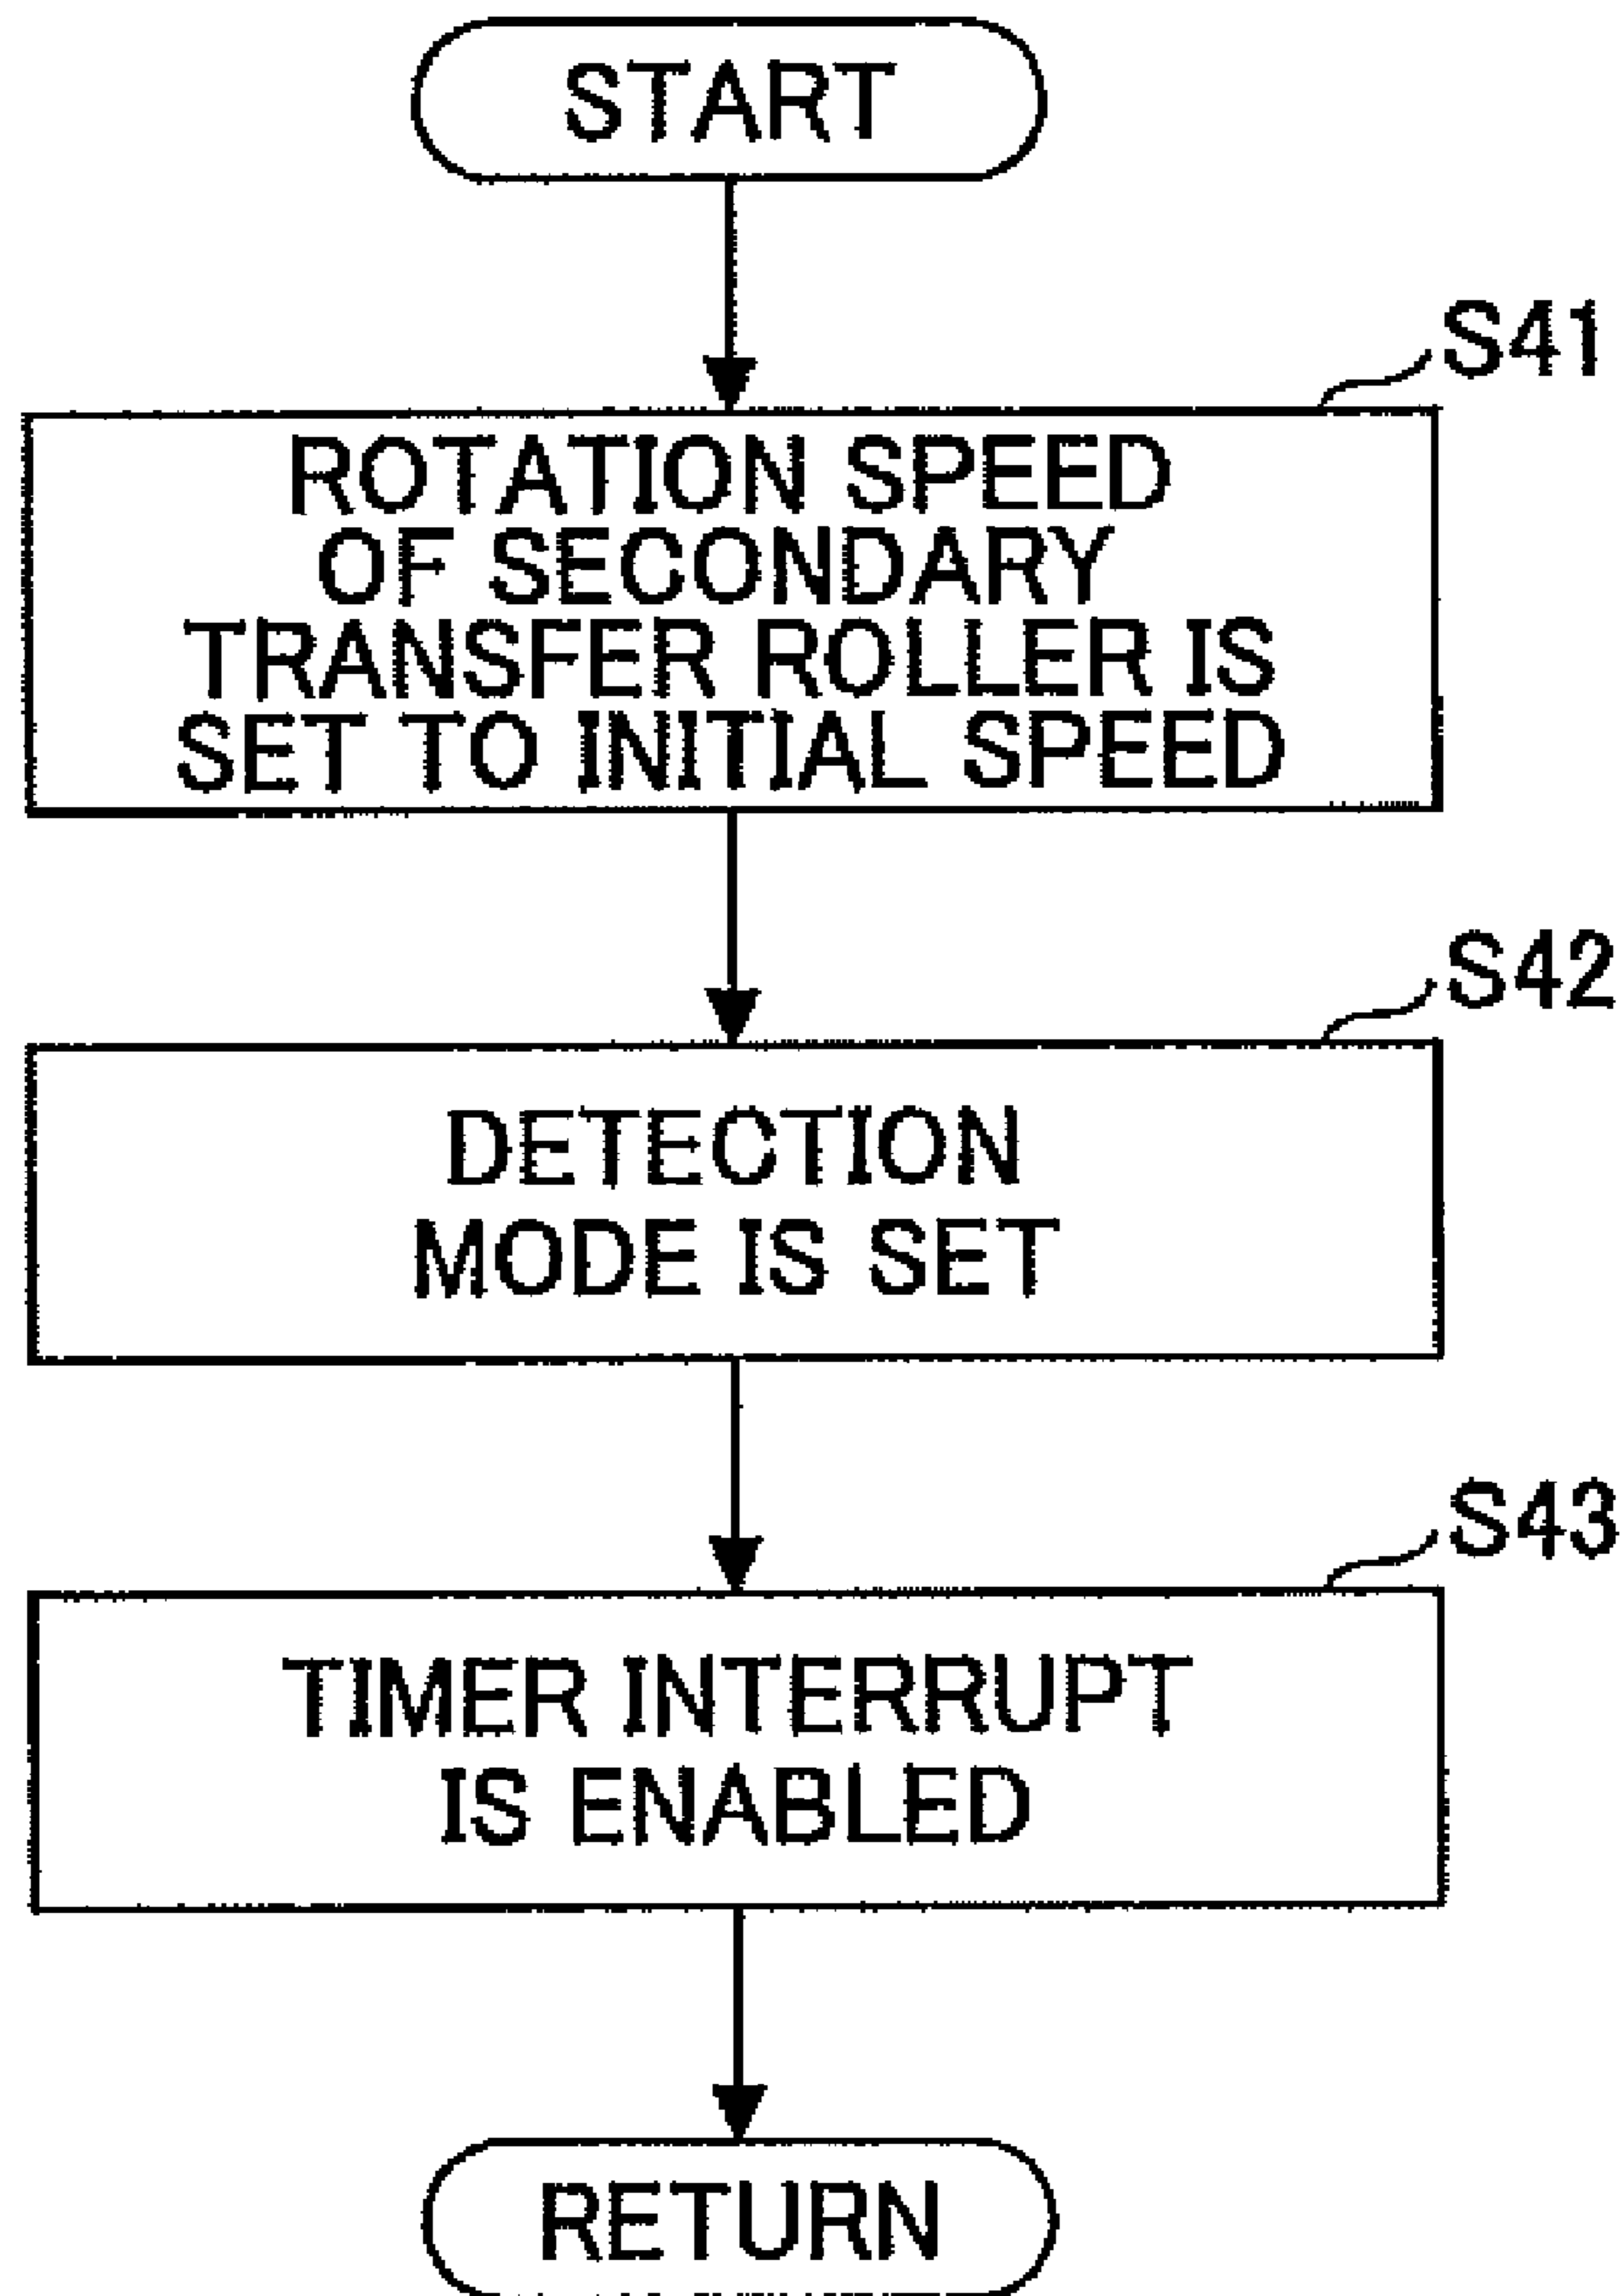 START
S41
ROTATION SPEED
OF SECONDARY
TRANSFER ROLLER IS
SET TO INITIAL SPEED
S42
DETECTION
MODE IS SET
S43
TIMER INTERRUPT
IS ENABLED
RETURN